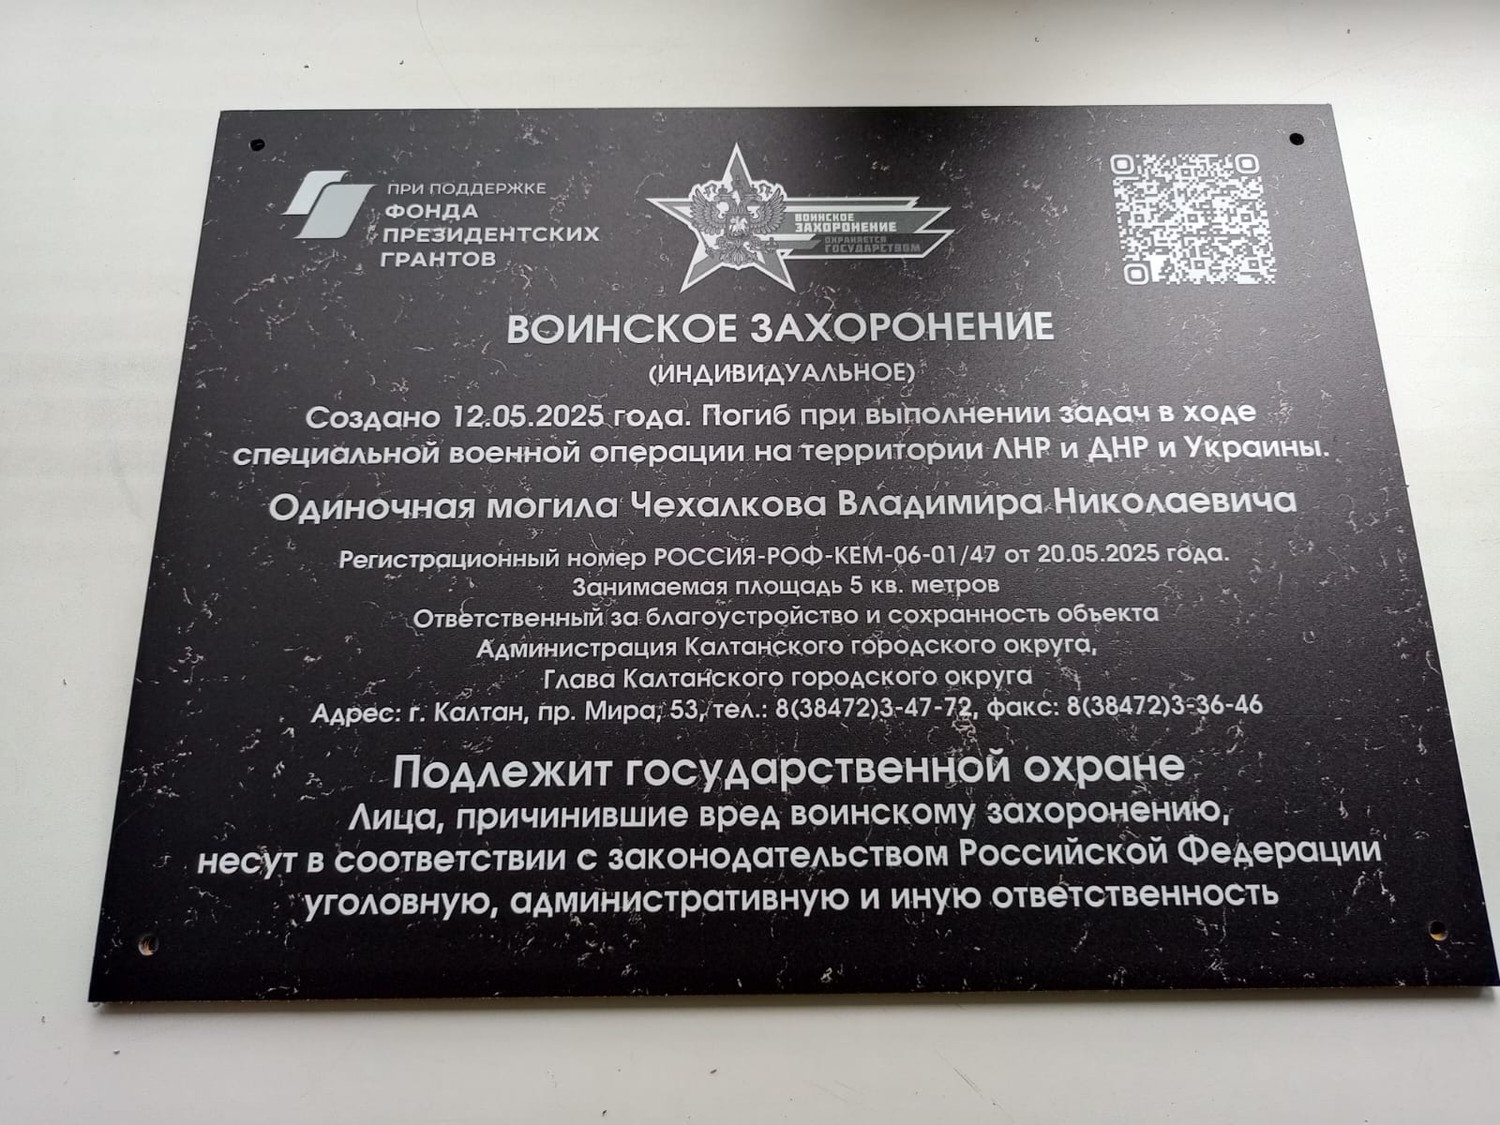 ПРИ ПОДДЕРЖКЕ
ФОНДА
ПРЕЗИДЕНТСКИХ
ГРАНТОВ
ВОИНСКОЕ
ЗАХОРОНЕНИЕ
ОХРАНЯЕТСЯ
ГОСУДАРСТВОМ
ВОИНСКОЕ ЗАХОРОНЕНИЕ
(ИНДИВИДУАЛЬНОЕ)
Создано 12.05.2025 года. Погиб при выполнении задач в ходе
специальной военной операции на территории ЛНР и ДНР и Украины.
Одиночная могила Чехалкова Владимира Николаевича
Регистрационный номер РОССИЯ-РОФ-КЕМ-06-01/47 от 20.05.2025 года.
Занимаемая площадь 5 кв. метров
Ответственный за благоустройство и сохранность объекта
Администрация Калтанского городского округа,
Глава Калтанского городского округа
Адрес: г. Калтан, пр. Мира, 53, тел.: 8(38472)3-47-72, факс: 8(38472)3-36-46
Подлежит государственной охране
Лица, причинившие вред воинскому захоронению,
несут в соответствии с законодательством Российской Федерации
уголовную, административную и иную ответственность